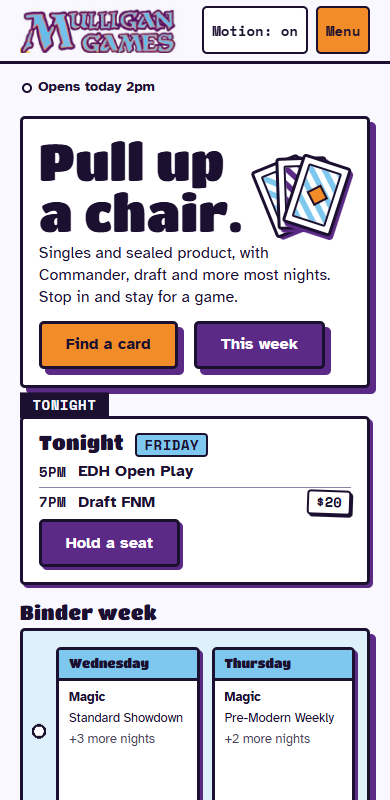 Mulligan Games
Motion: on
Menu
Opens today 2pm
Pull up
a chair.
Singles and sealed product, with
Commander, draft and more most nights.
Stop in and stay for a game.
Find a card
This week
TONIGHT
Tonight
FRIDAY
5PM EDH Open Play
7PM Draft FNM
$20
Hold a seat
Binder week
Wednesday
Magic
Standard Showdown
+3 more nights
Thursday
Magic
Pre-Modern Weekly
+2 more nights